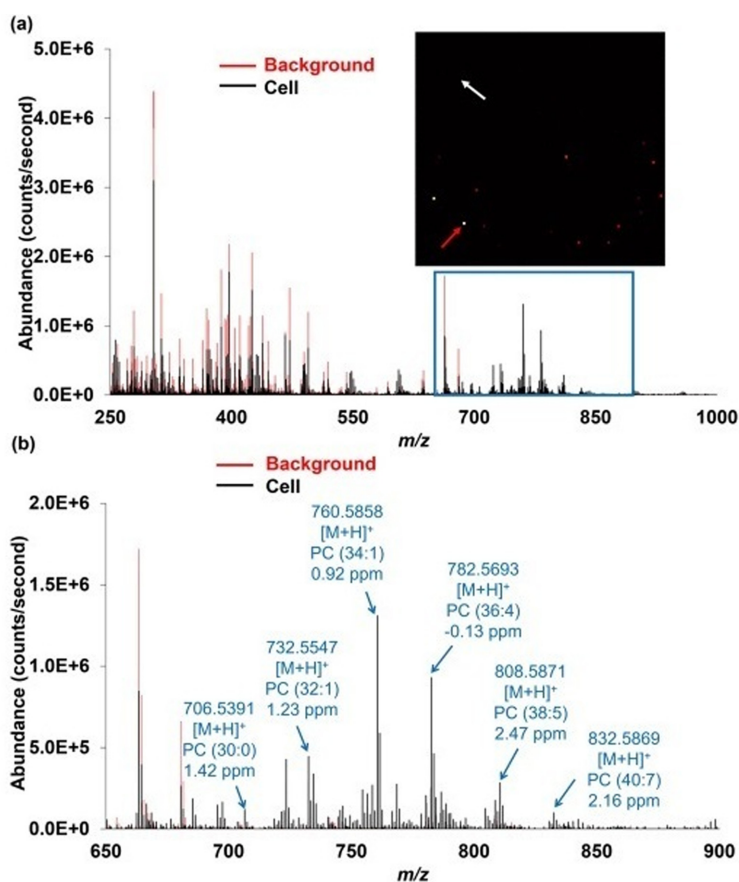 (a)
5.0E+6
4.0E+6
3.0E+6
2.0E+6
1.0E+6
0.0E+0
Abundance (counts/second)
Background
Cell
250 400 550 700 850 1000
m/z
(b)
Background
Cell
2.0E+6
1.5E+6
1.0E+6
5.0E+5
0.0E+0
Abundance (counts/second)
706.5391
[M+H]+
PC (30:0)
1.42 ppm
732.5547
[M+H]+
PC (32:1)
1.23 ppm
760.5858
[M+H]+
PC (34:1)
0.92 ppm
782.5693
[M+H]+
PC (36:4)
-0.13 ppm
808.5871
[M+H]+
PC (38:5)
2.47 ppm
832.5869
[M+H]+
PC (40:7)
2.16 ppm
650 700 750 800 850 900
m/z